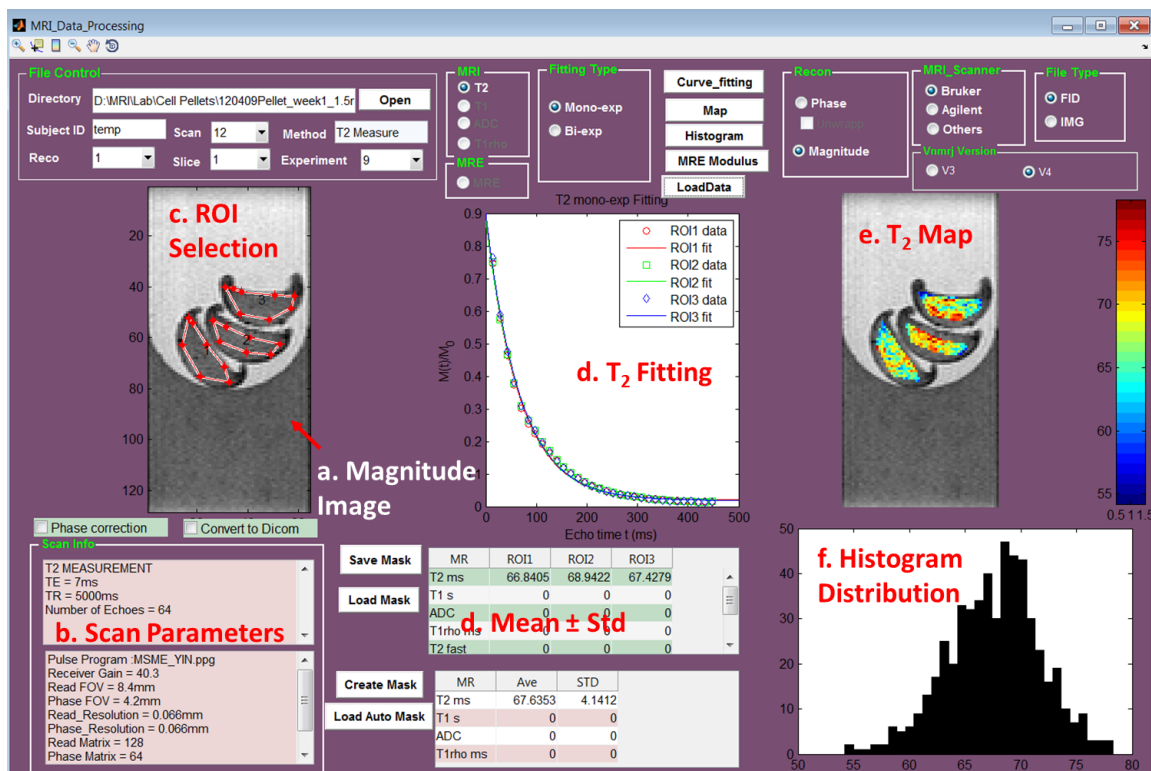 MRI_Data_Processing
File Control
Directory D:\MRI\Lab\Cell Pellets\120409Pellet_week1_1.5r Open
Subject ID temp Scan 12 Method T2 Measure
Reco 1 Slice 1 Experiment 9
MRI
T2
T1
ADC
T1rho
MRE
MRE
Fitting Type
Mono-exp
Bi-exp
Curve_fitting
Map
Histogram
MRE Modulus
LoadData
Recon
Phase
Unwrapp
Magnitude
MRI_Scanner
Bruker
Agilent
Others
File Type
FID
IMG
Vnmrj Version
V3 V4
c. ROI
Selection
20
40
60
80
100
120
1
2
3
a. Magnitude
Image
T2 mono-exp Fitting
ROI1 data
ROI1 fit
ROI2 data
ROI2 fit
ROI3 data
ROI3 fit
d. T2 Fitting
M(t)/M0
0.9
0.8
0.7
0.6
0.5
0.4
0.3
0.2
0.1
0
0 100 200 300 400 500
Echo time t (ms)
e. T2 Map
75
70
65
60
55
0.5 1 1.5
Phase correction Convert to Dicom
Scan Info
T2 MEASUREMENT
TE = 7ms
TR = 5000ms
Number of Echoes = 64
b. Scan Parameters
Pulse Program :MSME_YIN.ppg
Receiver Gain = 40.3
Read FOV = 8.4mm
Phase FOV = 4.2mm
Read_Resolution = 0.066mm
Phase_Resolution = 0.066mm
Read Matrix = 128
Phase Matrix = 64
Save Mask
Load Mask
Create Mask
Load Auto Mask
MR ROI1 ROI2 ROI3
T2 ms 66.8405 68.9422 67.4279
T1 s 0 0 0
ADC 0 0 0
T1rho ms 0 0
T2 fast 0 0 0
d. Mean ± Std
MR Ave STD
T2 ms 67.6353 4.1412
T1 s 0 0
ADC 0 0
T1rho ms 0 0
f. Histogram
Distribution
50
40
30
20
10
0
50 55 60 65 70 75 80